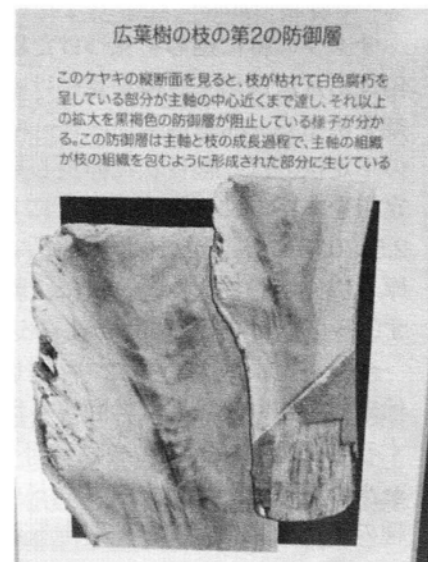 広葉樹の枝の第2の防御層
このケヤキの縦断面を見ると、枝が枯れて白色腐朽を
呈している部分が主軸の中心近くまで達し、それ以上
の拡大を黒褐色の防御層が阻止している様子が分か
る。この防御層は主軸と枝の成長過程で、主軸の組織
が枝の組織を包むように形成された部分に生じている